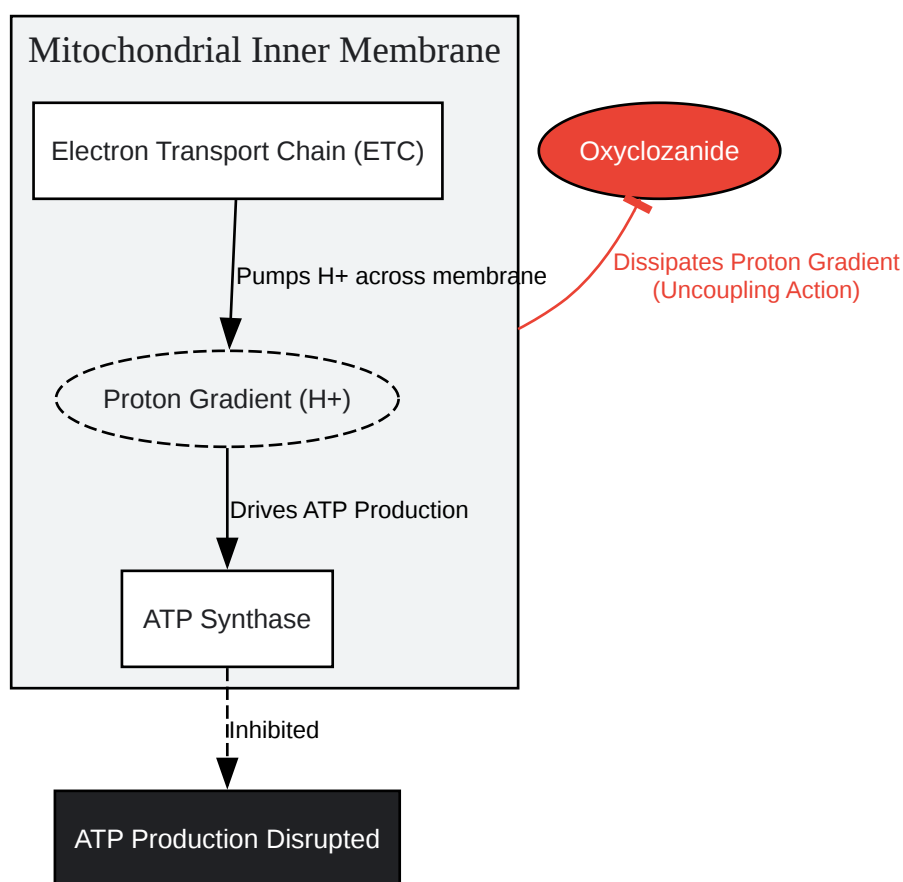 Mitochondrial Inner Membrane
Electron Transport Chain (ETC)
Oxyclozanide
Pumps H+ across membrane
Dissipates Proton Gradient
(Uncoupling Action)
Proton Gradient (H+)
Drives ATP Production
ATP Synthase
Inhibited
ATP Production Disrupted